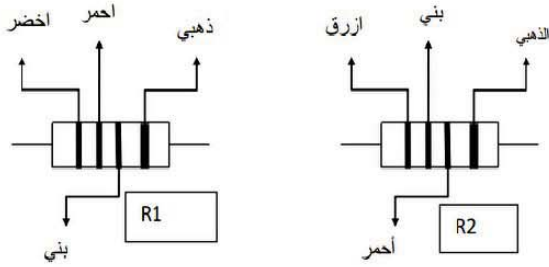 اخضر
احمر
ذهبي
بني
R1
ازرق
بني
الذهبي
أحمر
R2